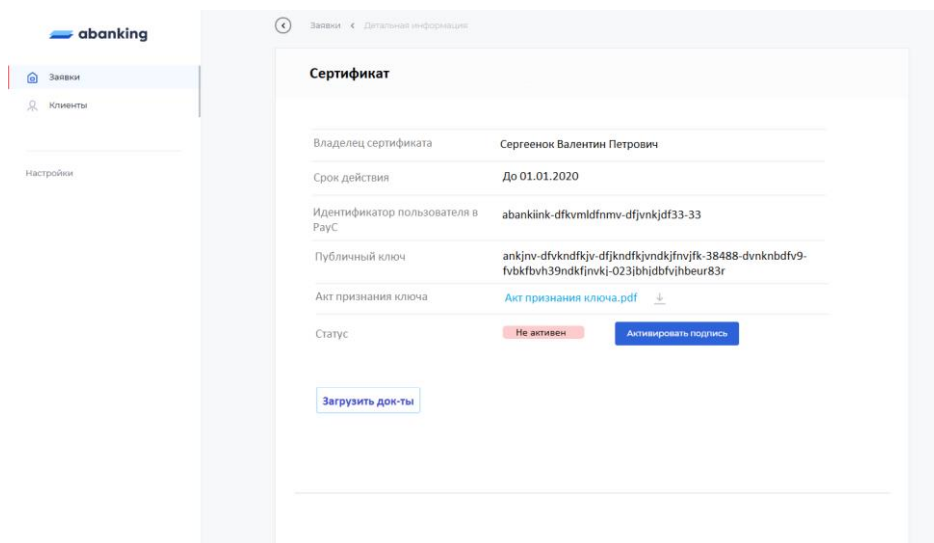 abanking
Заявки
Клиенты
Настройки
Заявки
Детальная информация
Сертификат
Владелец сертификата
Сергеенок Валентин Петрович
Срок действия
До 01.01.2020
Идентификатор пользователя в
PayC
abankiink-dfkvmldfnmv-dfjvnkjdf33-33
Публичный ключ
ankjnv-dfvkndfkjv-dfjkndfkjvndkjfnvjfk-38488-dvnknbdfv9-
fvbkfbvh39ndkfjnvkj-023jbhjdbfvjhbeur83r
Акт признания ключа
Акт признания ключа.pdf
Статус
Не активен
Активировать подпись
Загрузить док-ты